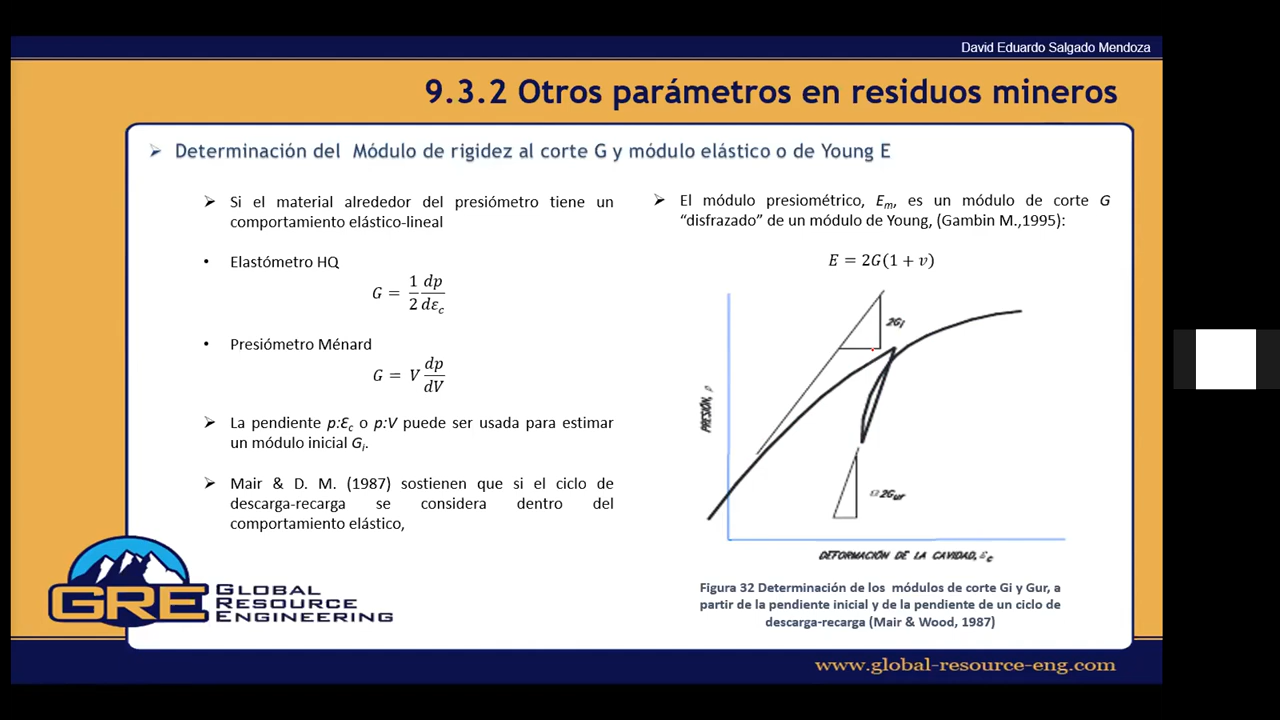 David Eduardo Salgado Mendoza
9.3.2 Otros parámetros en residuos mineros
Determinación del Módulo de rigidez al corte G y módulo elástico o de Young E
Si el material alrededor del presiómetro tiene un
comportamiento elástico-lineal
• Elastómetro HQ
G = 1/2 dp/dε_c
• Presiómetro Ménard
G = V dp/dV
La pendiente p:Ɛ_c o p:V puede ser usada para estimar
un módulo inicial G_i.
Mair & D. M. (1987) sostienen que si el ciclo de
descarga-recarga se considera dentro del
comportamiento elástico,
El módulo presiométrico, E_m, es un módulo de corte G
“disfrazado” de un módulo de Young, (Gambin M.,1995):
E = 2G(1 + ν)
2G_i
PRESIÓN, p
2G_ur
DEFORMACIÓN DE LA CAVIDAD, ε_c
Figura 32 Determinación de los módulos de corte Gi y Gur, a
partir de la pendiente inicial y de la pendiente de un ciclo de
descarga-recarga (Mair & Wood, 1987)
GRE
GLOBAL
RESOURCE
ENGINEERING
www.global-resource-eng.com